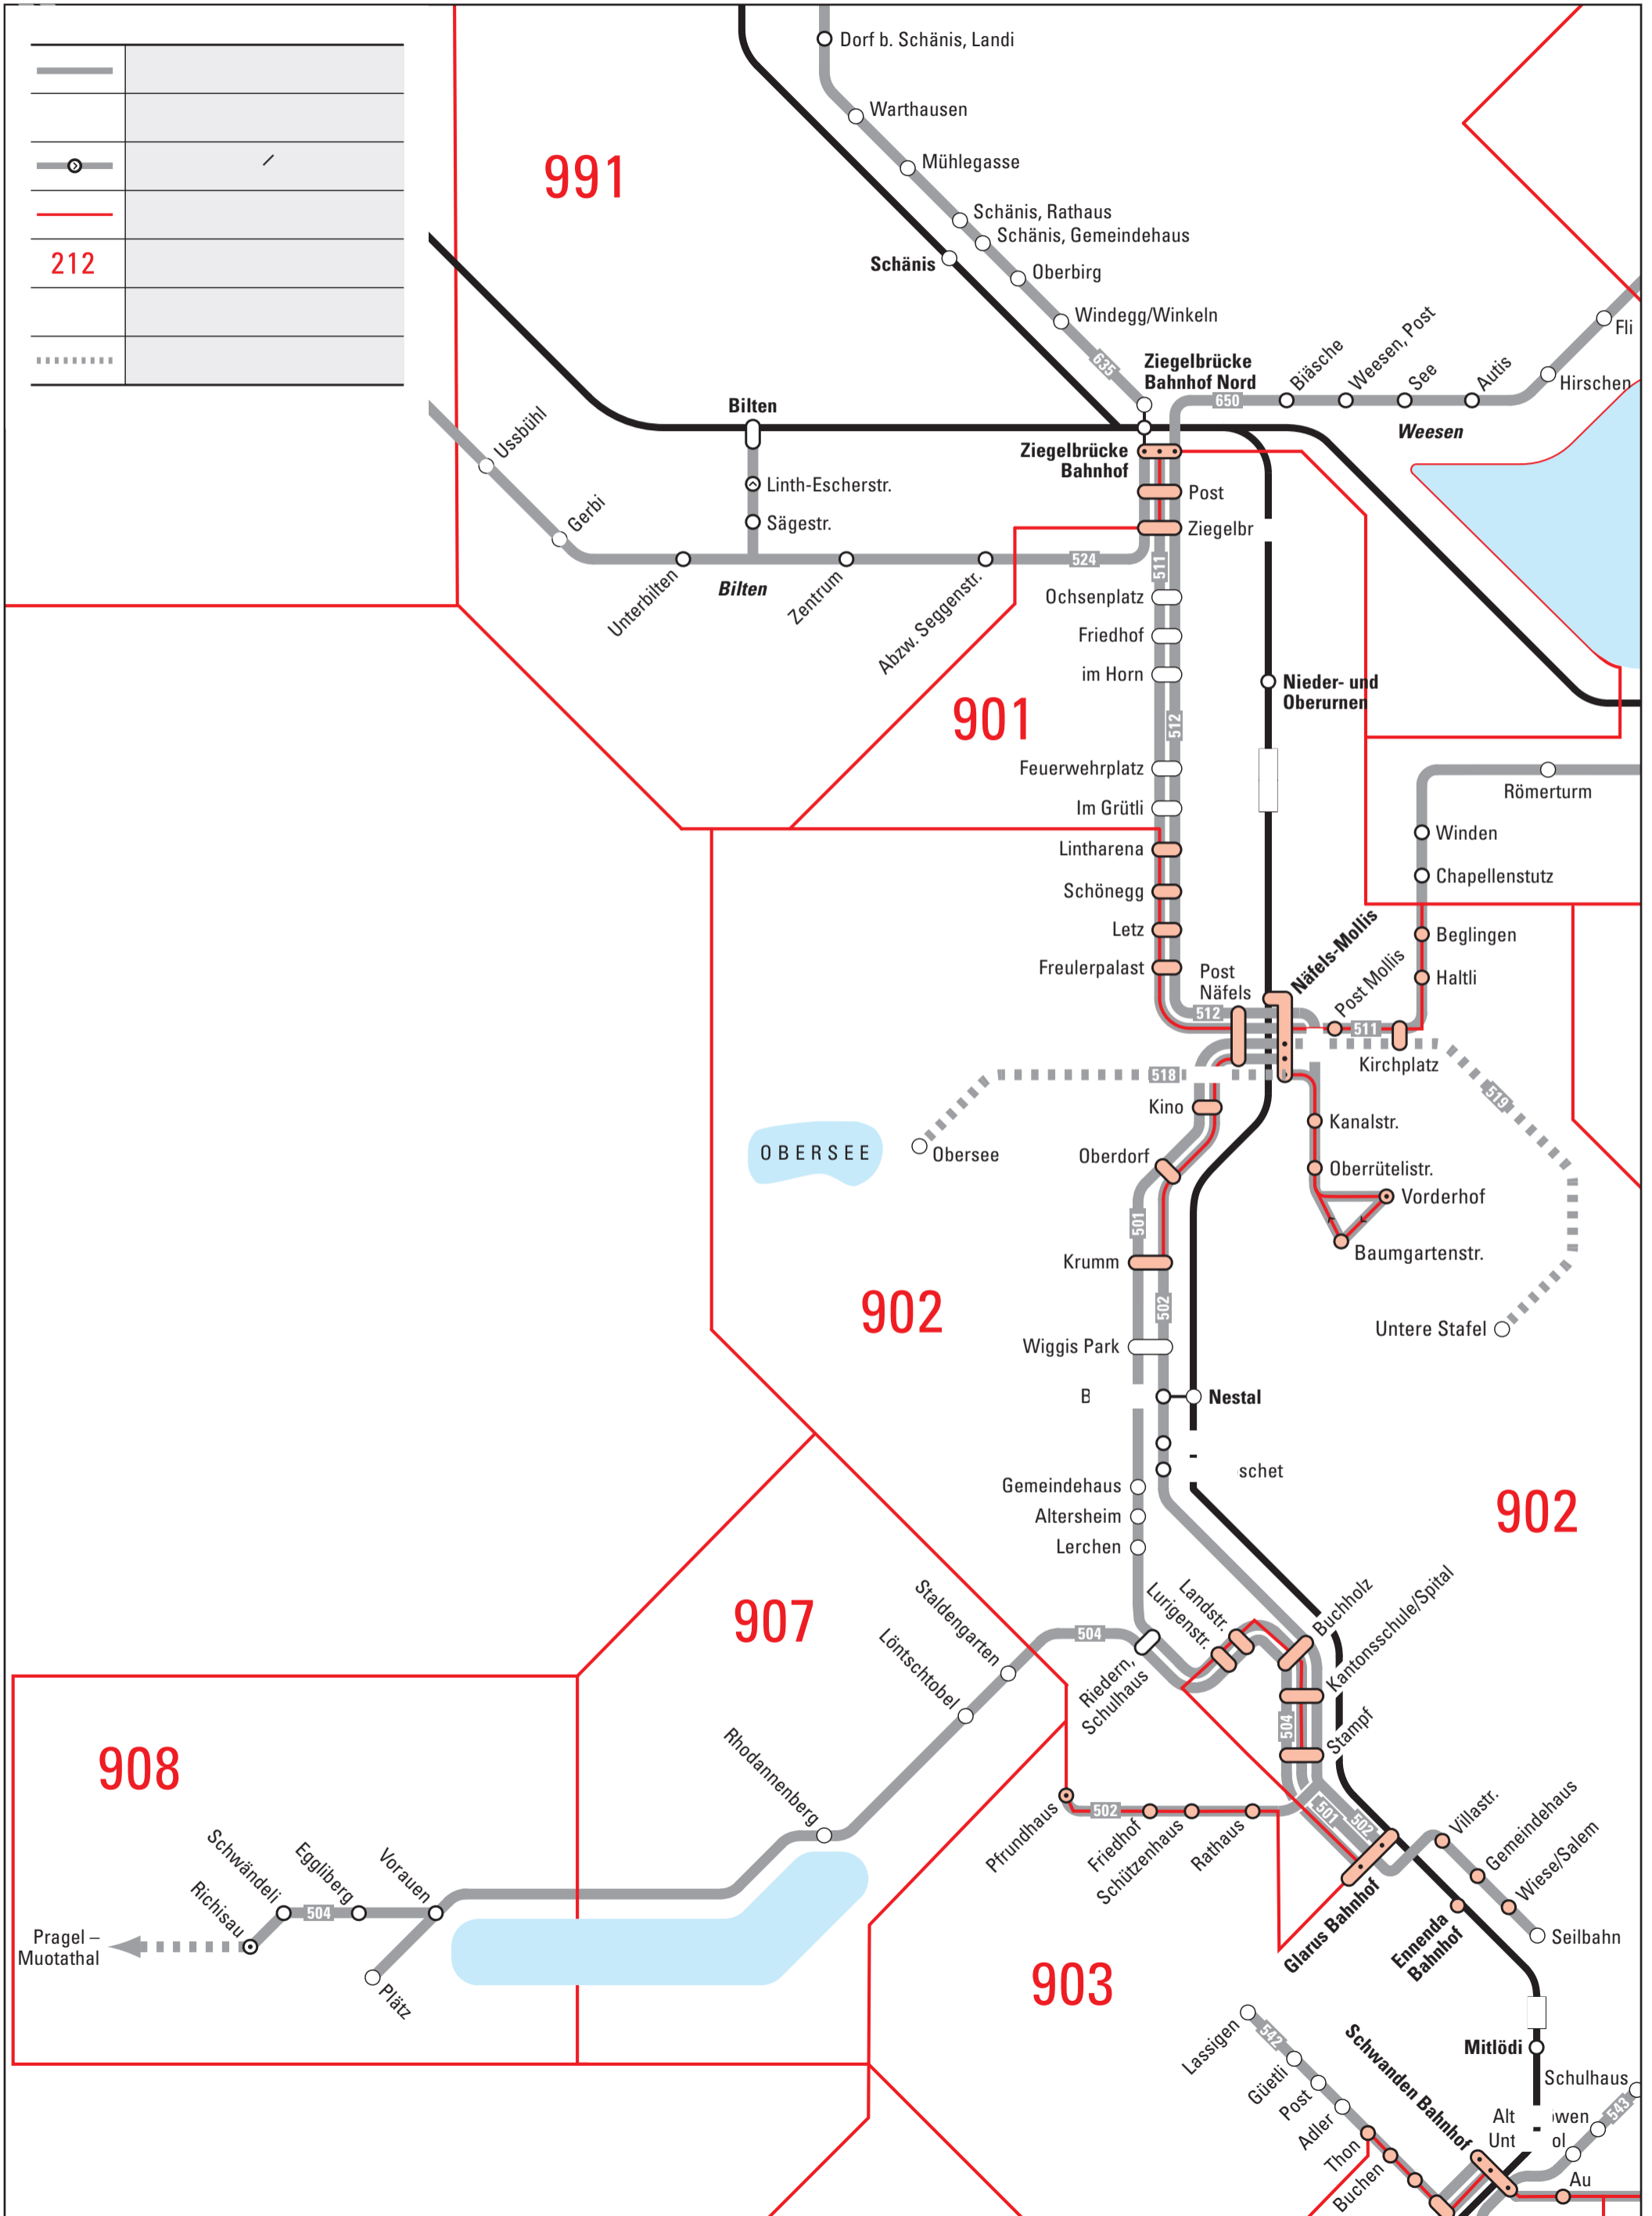 Dorf b. Schänis, Landi
Warthausen
991
Mühlegasse
Schänis, Rathaus
Schänis, Gemeindehaus
Schänis
Oberbirg
212
Windegg/Winkeln
Fli
635
Ziegelbrücke
Bahnhof Nord
650
Biäsche
Weesen, Post
See
Autis
Hirschen
Weesen
Bilten
Ussbühl
Ziegelbrücke
Bahnhof
Linth-Escherstr.
Post
Gerbi
Sägestr.
Ziegelbr
524
511
Unterbilten
Bilten
Zentrum
Abzw. Seggenstr.
Ochsenplatz
Friedhof
im Horn
Nieder- und
Oberurnen
901
512
Feuerwehrplatz
Römerturm
Im Grütli
Winden
Lintharena
Chapellenstutz
Schönegg
Letz
Beglingen
Freulerpalast
Post
Näfels
Näfels-Mollis
Post Mollis
Haltli
512
511
Kirchplatz
518
519
Kino
Kanalstr.
OBERSEE
Obersee
Oberdorf
Oberrütelistr.
Vorderhof
501
Baumgartenstr.
Krumm
902
502
Untere Stafel
Wiggis Park
B
Nestal
schet
Gemeindehaus
902
Altersheim
Lerchen
907
Staldengarten
504
Lurigenstr.
Landstr.
Buchholz
Kantonsschule/Spital
Löntschtobel
Riedern,
Schulhaus
504
Stampf
908
Rhodannenberg
Pfrundhaus
502
Friedhof
Schützenhaus
Rathaus
501
502
Villastr.
Gemeindehaus
Wiese/Salem
Schwändeli
Eggliberg
Vorauen
Richisau
504
Glarus Bahnhof
Ennenda
Bahnhof
Seilbahn
Pragel –
Muotathal
Plätz
903
Lassigen
542
Schwanden Bahnhof
Mitlödi
Güetli
Schulhaus
Post
543
Adler
Alt
wen
Thon
Unt
ol
Buchen
Au